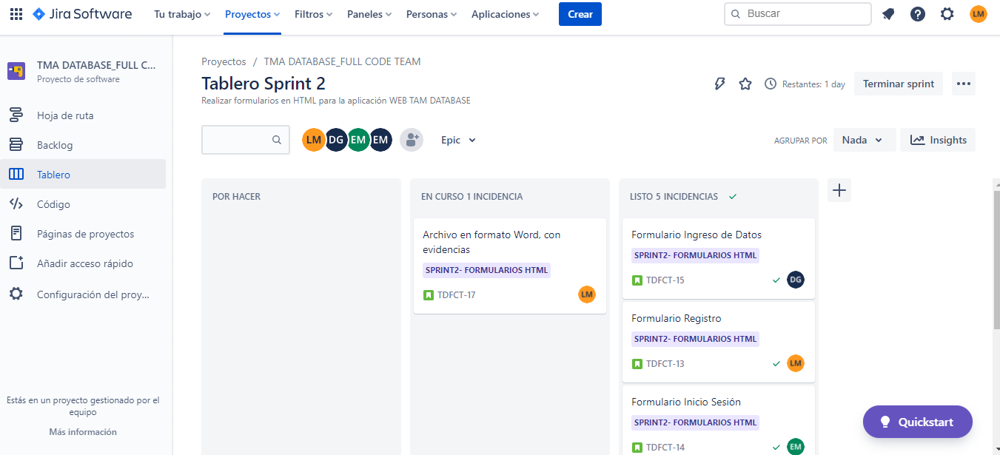 Jira Software Tu trabajo Proyectos Filtros Paneles Personas Aplicaciones Crear Buscar LM
TMA DATABASE_FULL C...
Proyecto de software
Hoja de ruta
Backlog
Tablero
Código
Páginas de proyectos
Añadir acceso rápido
Configuración del proy...
Estás en un proyecto gestionado por el
equipo
Más información
Proyectos / TMA DATABASE_FULL CODE TEAM
Tablero Sprint 2
Restantes: 1 day Terminar sprint
Realizar formularios en HTML para la aplicación WEB TAM DATABASE
LM DG EM EM Epic AGRUPAR POR Nada Insights
POR HACER
EN CURSO 1 INCIDENCIA
Archivo en formato Word, con
evidencias
SPRINT2- FORMULARIOS HTML
TDFCT-17 LM
LISTO 5 INCIDENCIAS
Formulario Ingreso de Datos
SPRINT2- FORMULARIOS HTML
TDFCT-15 DG
Formulario Registro
SPRINT2- FORMULARIOS HTML
TDFCT-13 LM
Formulario Inicio Sesión
SPRINT2- FORMULARIOS HTML
TDFCT-14 EM
Quickstart